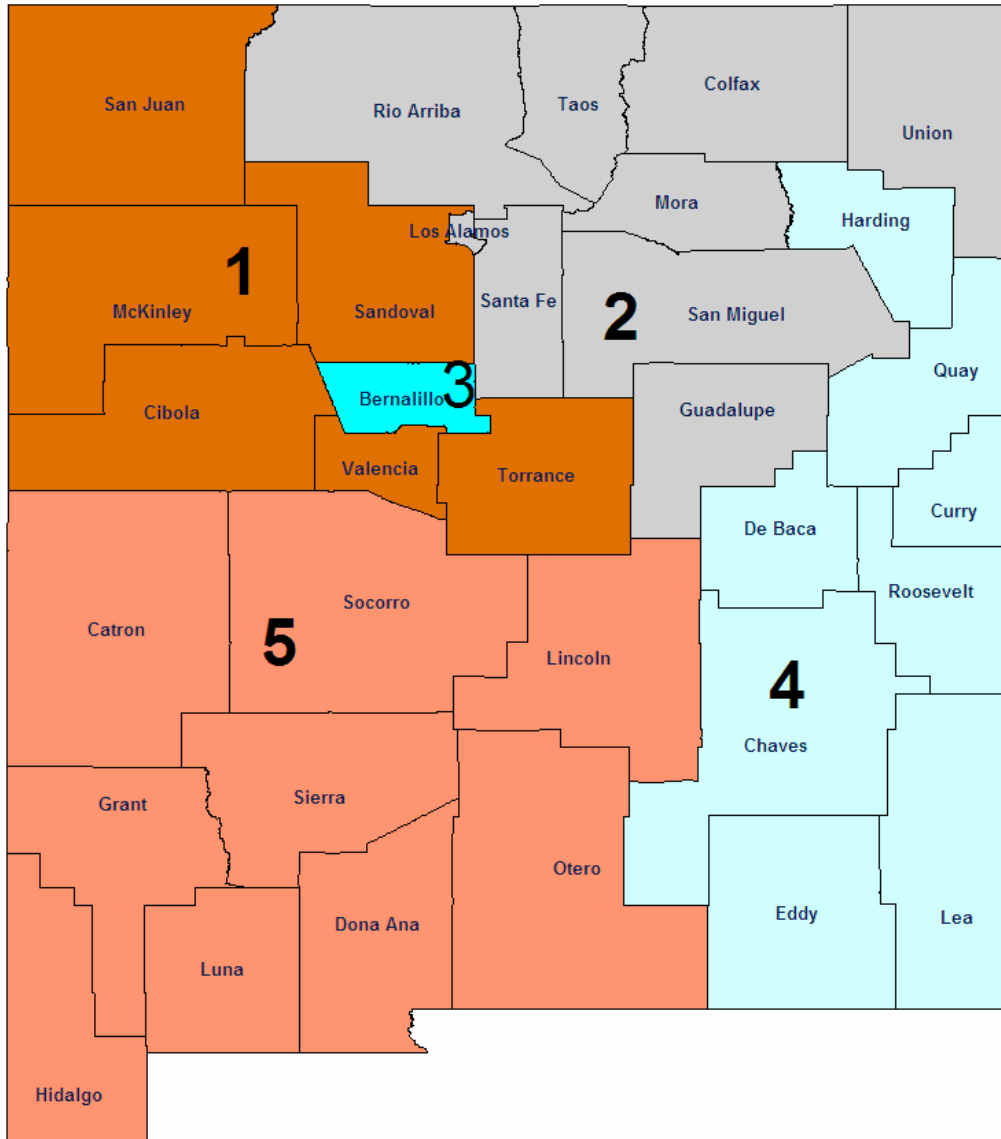 San Juan
Rio Arriba
Taos
Colfax
Union
Mora
Harding
Los Alamos
1
McKinley
Sandoval
Santa Fe
2
San Miguel
Quay
Cibola
Bernalillo
3
Guadalupe
Valencia
Torrance
De Baca
Curry
Roosevelt
Catron
Socorro
5
Lincoln
4
Chaves
Grant
Sierra
Otero
Dona Ana
Eddy
Lea
Luna
Hidalgo